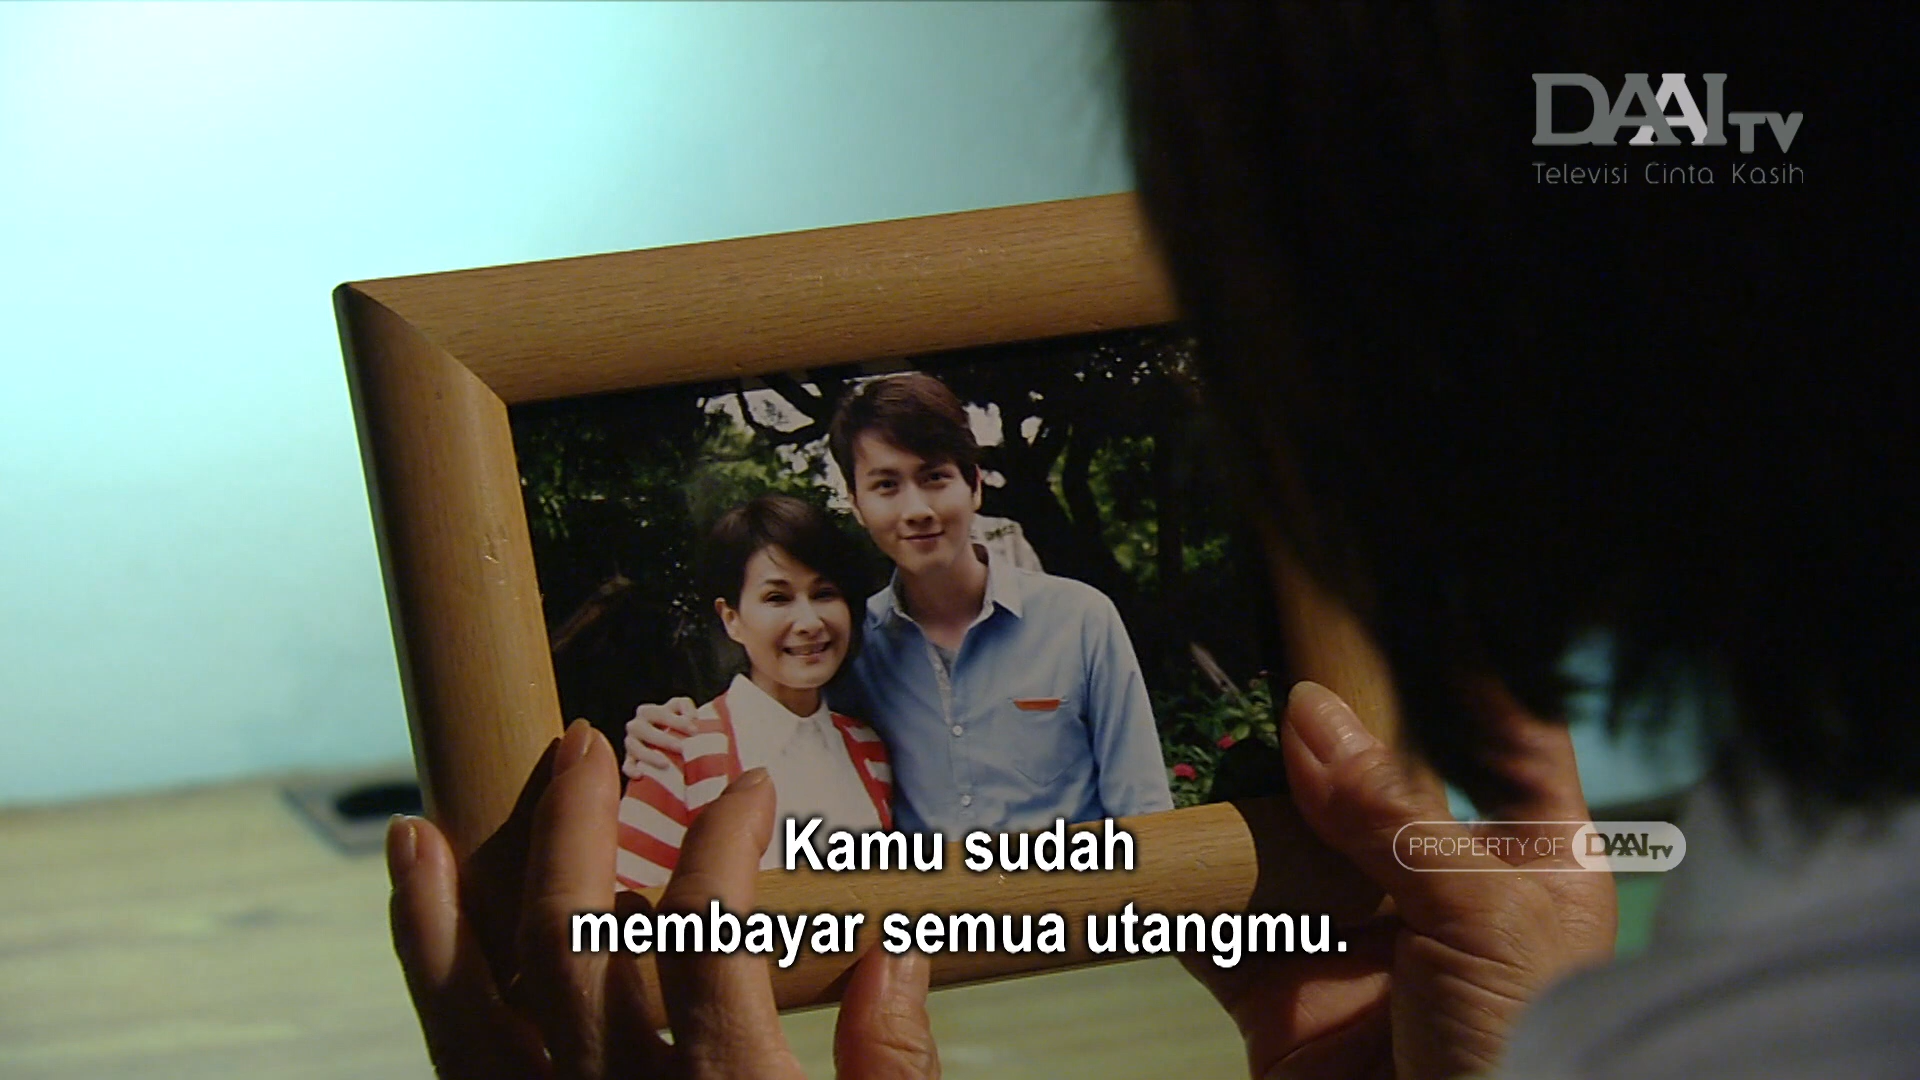 DAAI TV
Televisi Cinta Kasih
Kamu sudah
PROPERTY OF DAAI TV
membayar semua utangmu.